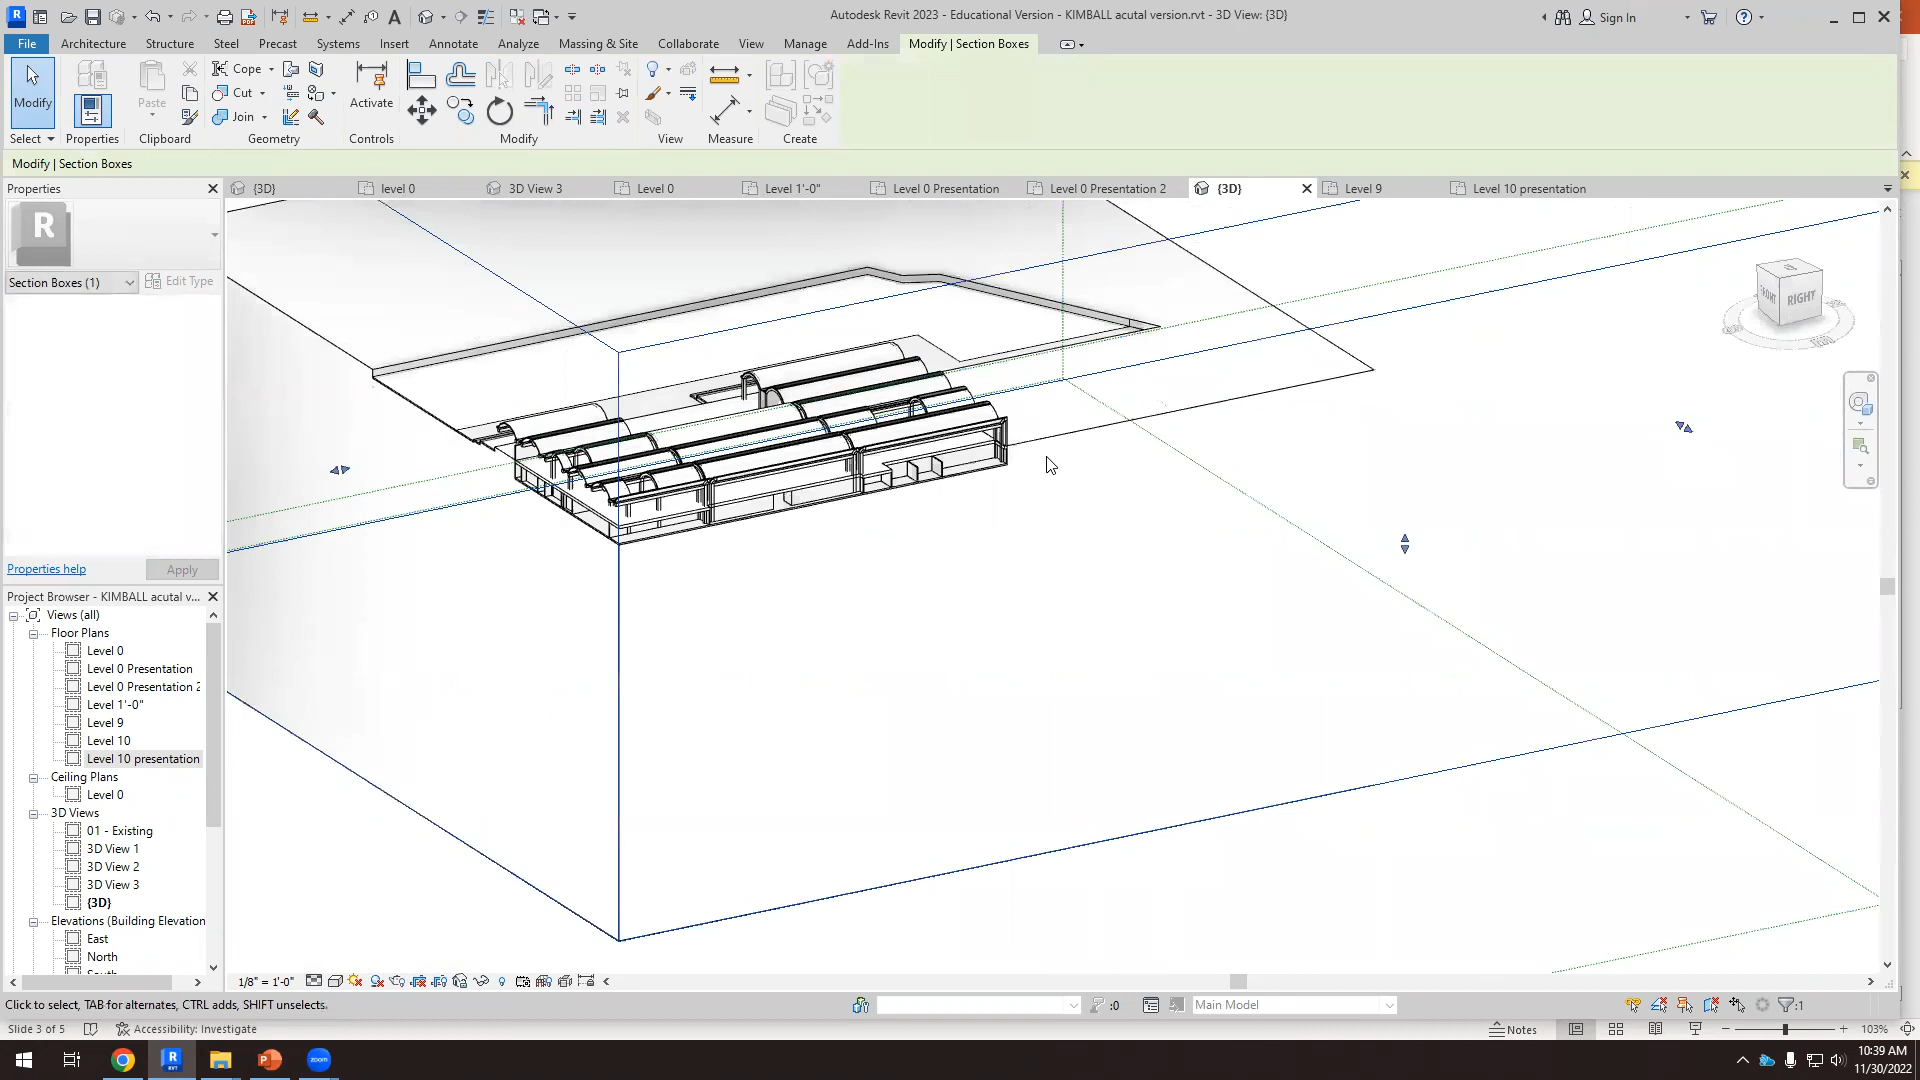 Autodesk Revit 2023 - Educational Version - KIMBALL acutal version.rvt - 3D View: {3D}
Sign In
File Architecture Structure Steel Precast Systems Insert Annotate Analyze Massing & Site Collaborate View Manage Add-Ins Modify | Section Boxes
Modify
Paste
Cope
Cut
Join
Activate
Select Properties Clipboard Geometry Controls Modify View Measure Create
Modify | Section Boxes
Properties
{3D} level 0 3D View 3 Level 0 Level 1'-0" Level 0 Presentation Level 0 Presentation 2 {3D} Level 9 Level 10 presentation
R
Section Boxes (1)
Edit Type
FRONT
RIGHT
Properties help
Apply
Project Browser - KIMBALL acutal v...
Views (all)
Floor Plans
Level 0
Level 0 Presentation
Level 0 Presentation 2
Level 1'-0"
Level 9
Level 10
Level 10 presentation
Ceiling Plans
Level 0
3D Views
01 - Existing
3D View 1
3D View 2
3D View 3
{3D}
Elevations (Building Elevation
East
North
1/8" = 1'-0"
Click to select, TAB for alternates, CTRL adds, SHIFT unselects.
:0
Main Model
:1
Slide 3 of 5
Accessibility: Investigate
Notes
103%
10:39 AM
11/30/2022